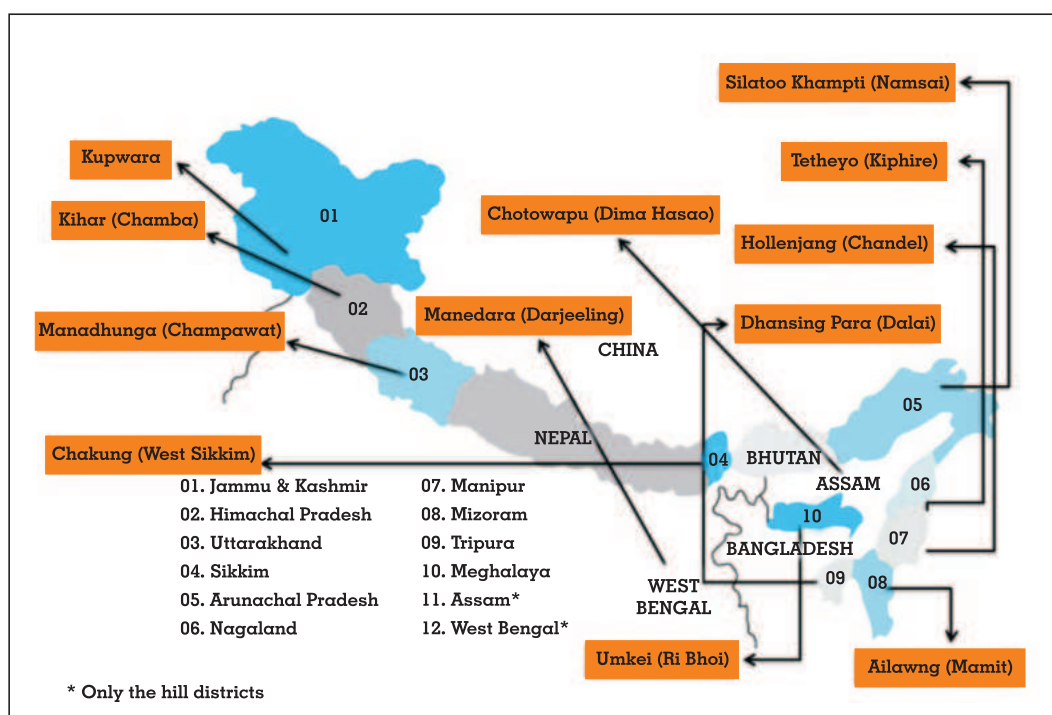 Silatoo Khampti (Namsai)
Kupwara
Tetheyo (Kiphire)
Kihar (Chamba)
01
Chotowapu (Dima Hasao)
Hollenjang (Chandel)
02
Manadhunga (Champawat)
Manedara (Darjeeling)
Dhansing Para (Dalai)
CHINA
03
05
NEPAL
Chakung (West Sikkim)
04
BHUTAN
ASSAM
06
01. Jammu & Kashmir
02. Himachal Pradesh
03. Uttarakhand
04. Sikkim
05. Arunachal Pradesh
06. Nagaland
07. Manipur
08. Mizoram
09. Tripura
10. Meghalaya
11. Assam*
12. West Bengal*
10
BANGLADESH
07
WEST
BENGAL
09
08
Umkei (Ri Bhoi)
Ailawng (Mamit)
* Only the hill districts